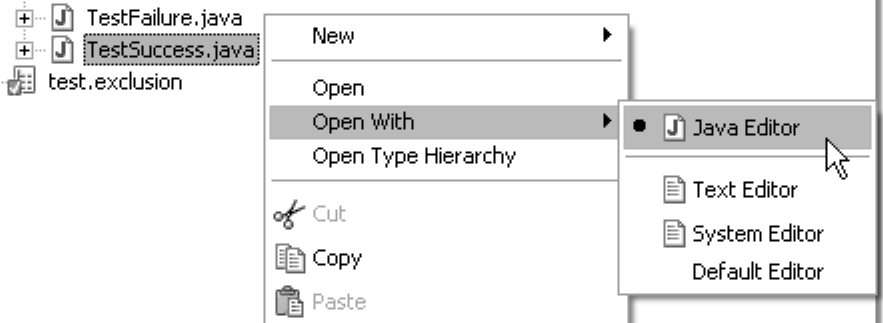 TestFailure.java
TestSuccess.java
test.exclusion
New
Open
Open With
Open Type Hierarchy
Cut
Copy
Paste
Java Editor
Text Editor
System Editor
Default Editor